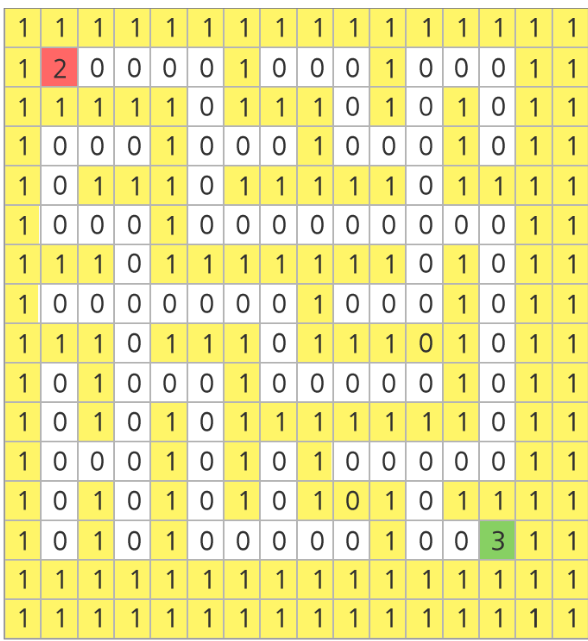 1 1 1 1 1 1 1 1 1 1 1 1 1 1 1 1
1 2 0 0 0 0 1 0 0 0 1 0 0 0 1 1
1 1 1 1 1 0 1 1 1 0 1 0 1 0 1 1
1 0 0 0 1 0 0 0 1 0 0 0 1 0 1 1
1 0 1 1 1 0 1 1 1 1 1 0 1 1 1 1
1 0 0 0 1 0 0 0 0 0 0 0 0 0 1 1
1 1 1 0 1 1 1 1 1 1 1 0 1 0 1 1
1 0 0 0 0 0 0 0 1 0 0 0 1 0 1 1
1 1 1 0 1 1 1 0 1 1 1 0 1 0 1 1
1 0 1 0 0 0 1 0 0 0 0 0 1 0 1 1
1 0 1 0 1 0 1 1 1 1 1 1 1 0 1 1
1 0 0 0 1 0 1 0 1 0 0 0 0 0 1 1
1 0 1 0 1 0 1 0 1 0 1 0 1 1 1 1
1 0 1 0 1 0 0 0 0 0 1 0 0 3 1 1
1 1 1 1 1 1 1 1 1 1 1 1 1 1 1 1
1 1 1 1 1 1 1 1 1 1 1 1 1 1 1 1